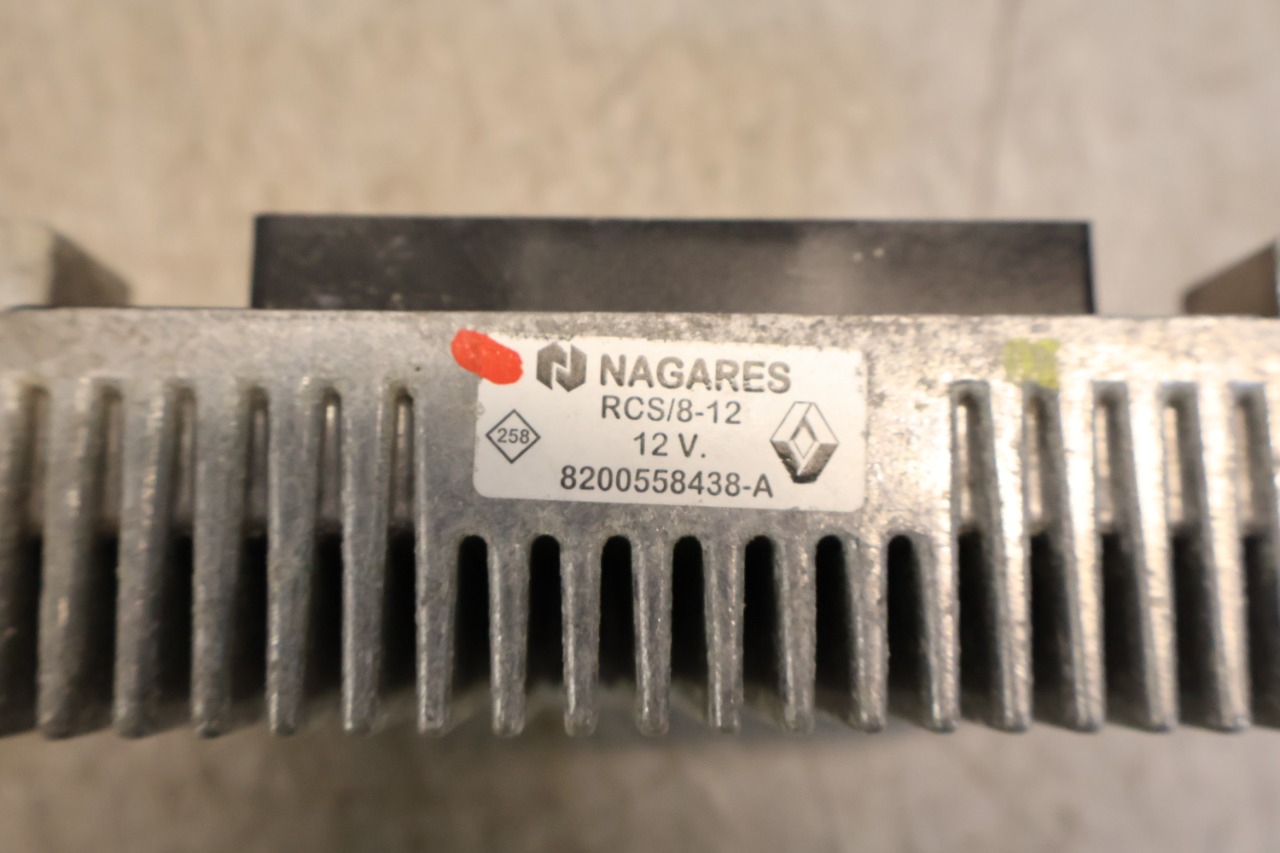 NAGARES
RCS/8-12
258
12 V.
8200558438-A